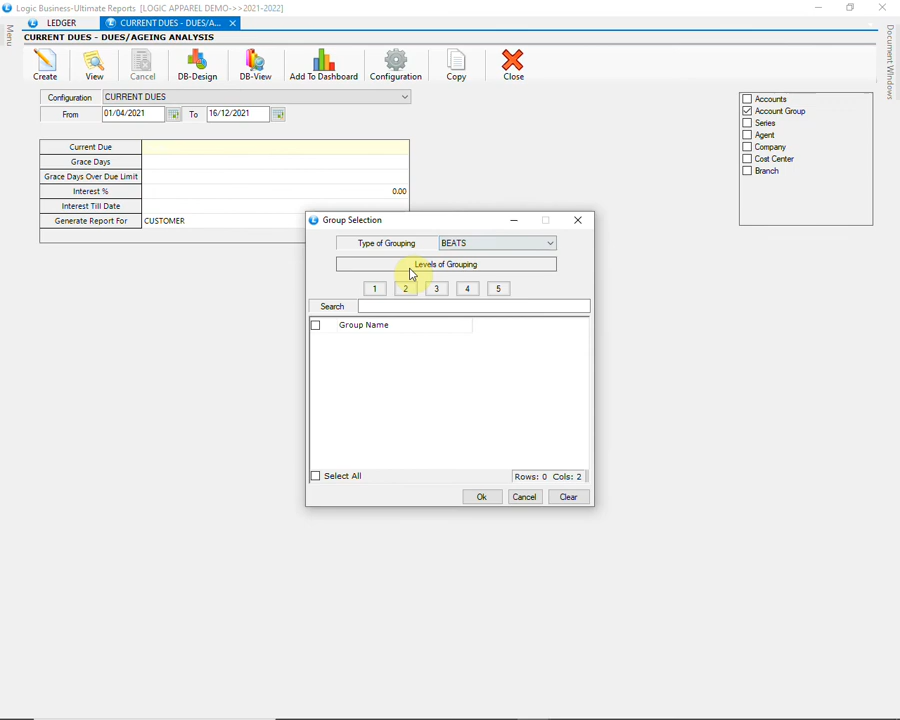 Logic Business-Ultimate Reports [LOGIC APPAREL DEMO->>2021-2022]
Menu
LEDGER
CURRENT DUES - DUES/A...
Document Windows
CURRENT DUES - DUES/AGEING ANALYSIS
Create
View
Cancel
DB-Design
DB-View
Add To Dashboard
Configuration
Copy
Close
Configuration CURRENT DUES
From 01/04/2021 To 16/12/2021
Accounts
Account Group
Series
Agent
Company
Cost Center
Branch
Current Due
Grace Days
Grace Days Over Due Limit
Interest % 0.00
Interest Till Date
Generate Report For CUSTOMER
Group Selection
Type of Grouping BEATS
Levels of Grouping
1 2 3 4 5
Search
Group Name
Select All
Rows: 0 Cols: 2
Ok Cancel Clear